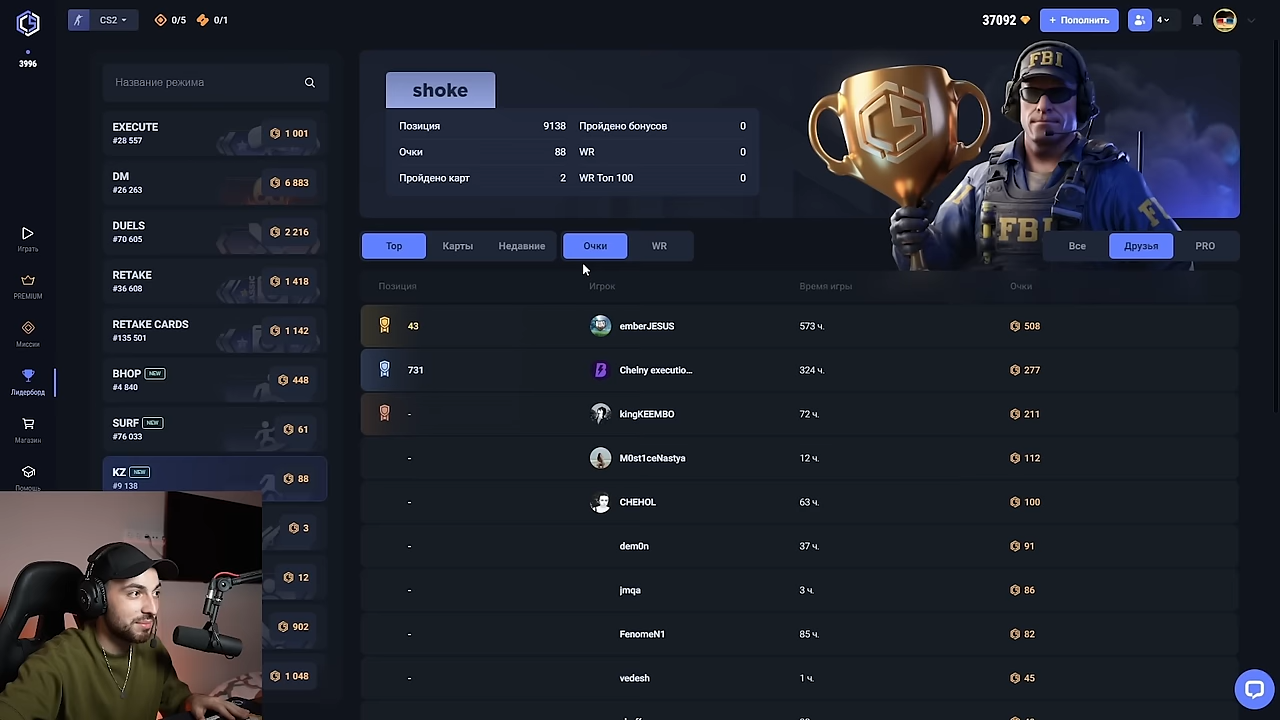 CS2
0/5
0/1
37092
+ Пополнить
4
3996
Название режима
EXECUTE
#28 557
1 001
DM
#26 263
6 883
DUELS
#70 605
2 216
RETAKE
#36 608
1 418
RETAKE CARDS
#135 501
1 142
BHOP NEW
#4 840
448
SURF NEW
#76 033
61
KZ NEW
#9 138
88
3
12
902
1 048
Играть
PREMIUM
Миссии
Лидерборд
Магазин
Помощь
shoke
Позиция 9138 Пройдено бонусов 0
Очки 88 WR 0
Пройдено карт 2 WR Топ 100 0
FBI
FBI
Top Карты Недавние Очки WR Все Друзья PRO
Позиция Игрок Время игры Очки
43 emberJESUS 573 ч. 508
731 Chelny executio... 324 ч. 277
- kingKEEMBO 72 ч. 211
- M0st1ceNastya 12 ч. 112
- CHEHOL 63 ч. 100
- dem0n 37 ч. 91
- jmqa 3 ч. 86
- FenomeN1 85 ч. 82
- vedesh 1 ч. 45